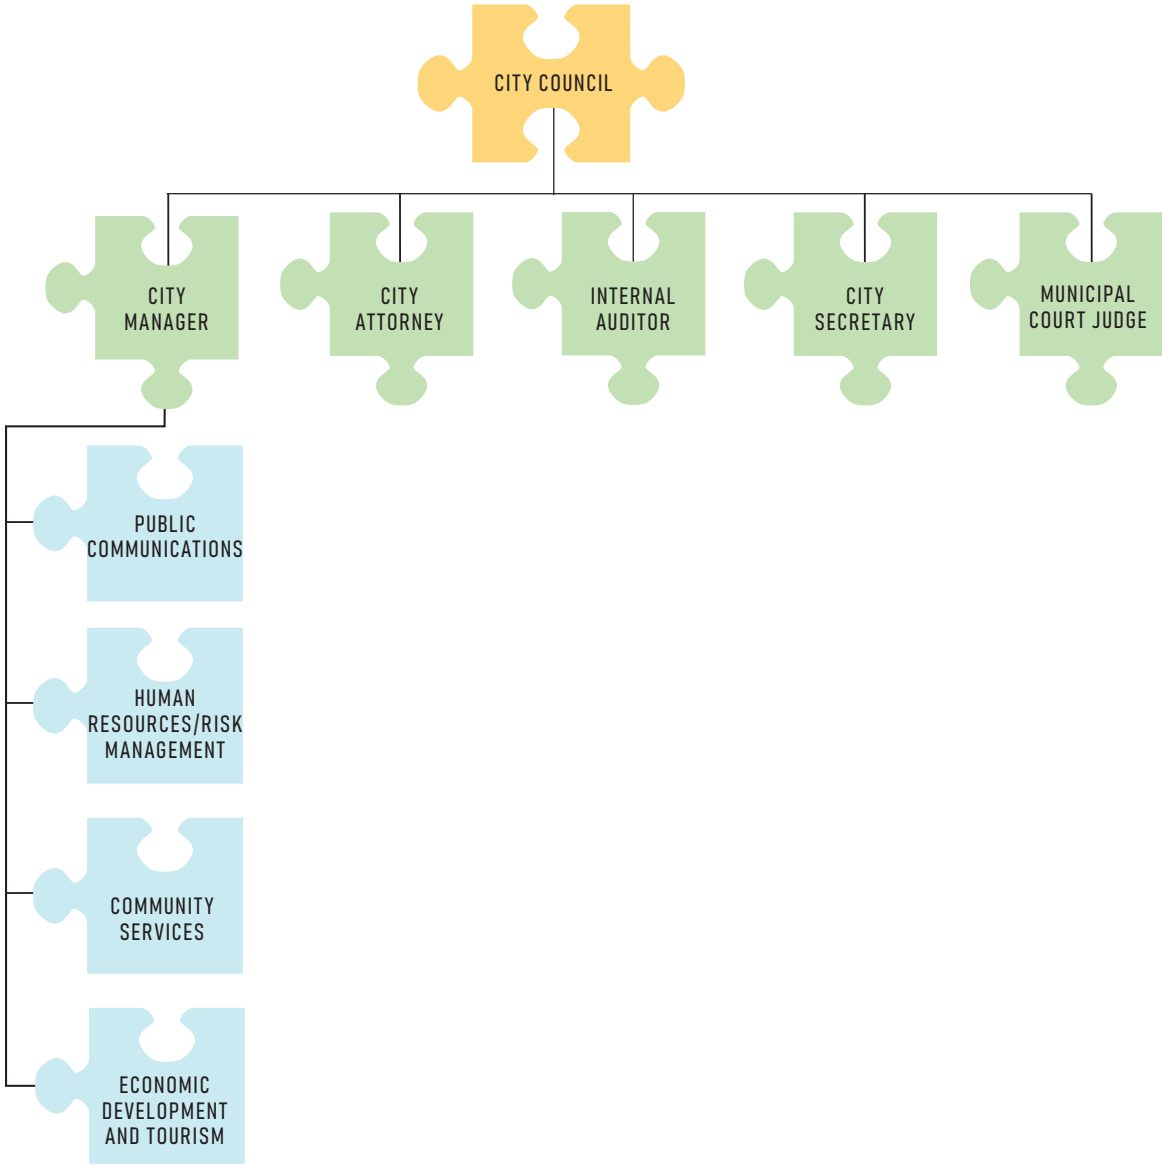 CITY COUNCIL
CITY
MANAGER
CITY
ATTORNEY
INTERNAL
AUDITOR
CITY
SECRETARY
MUNICIPAL
COURT JUDGE
PUBLIC
COMMUNICATIONS
HUMAN
RESOURCES/RISK
MANAGEMENT
COMMUNITY
SERVICES
ECONOMIC
DEVELOPMENT
AND TOURISM